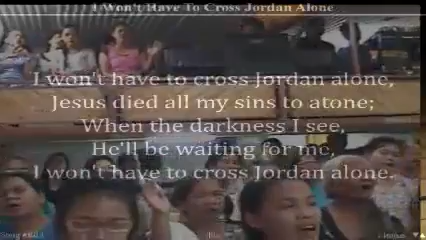 I Won't Have To Cross Jordan Alone
I won't have to cross Jordan alone,
Jesus died all my sins to atone;
When the darkness I see,
He'll be waiting for me,
I won't have to cross Jordan alone.